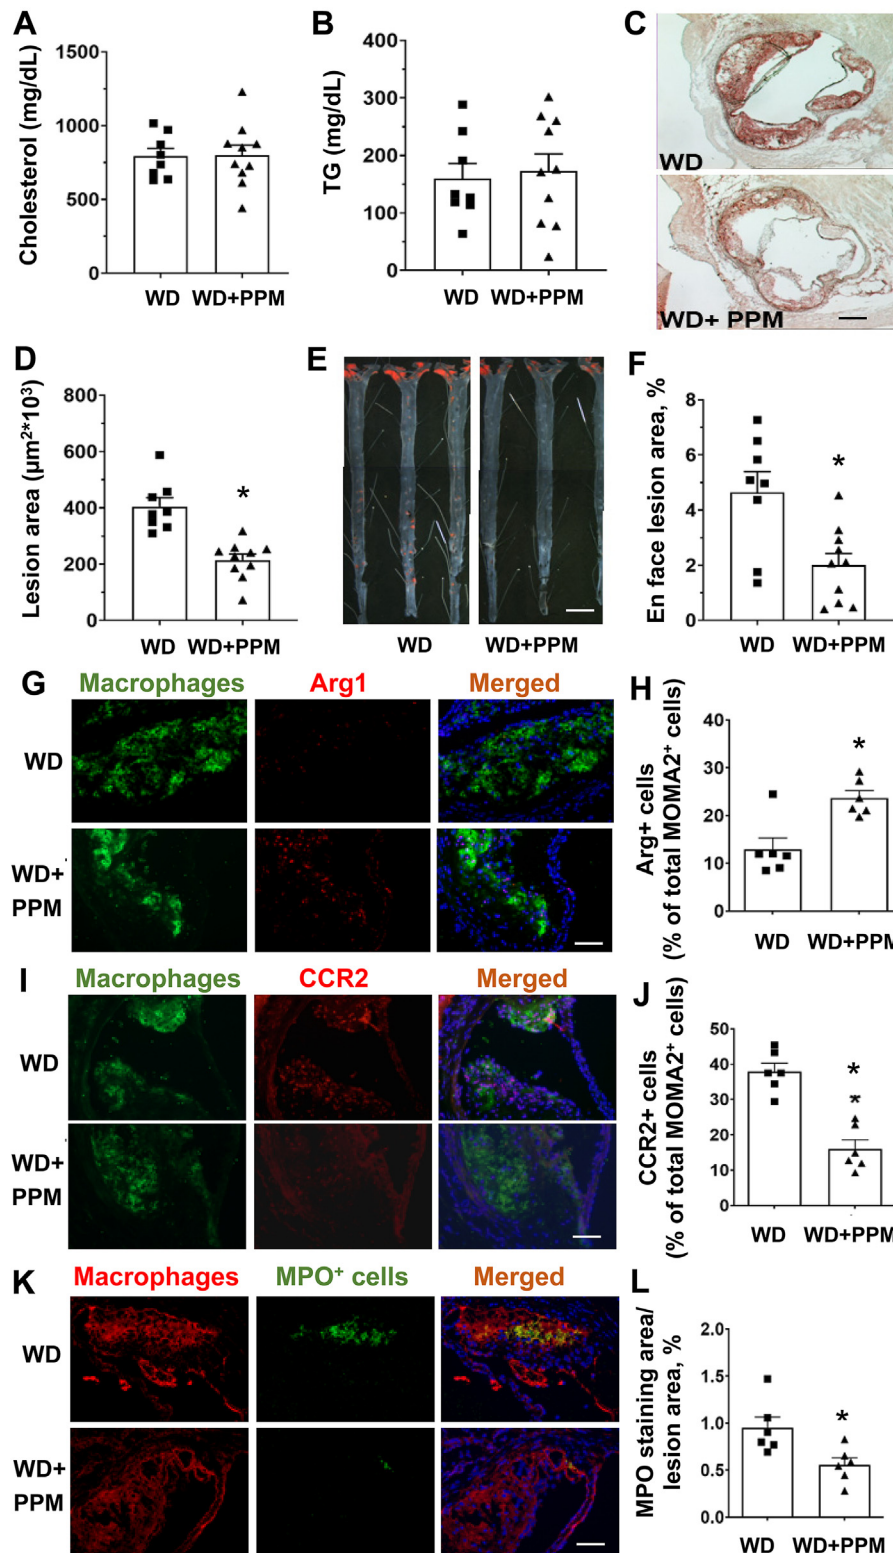 A
Cholesterol (mg/dL)
1500
1000
750
500
0
WD WD+PPM
B
TG (mg/dL)
400
300
200
100
0
WD WD+PPM
C
WD
WD+ PPM
D
Lesion area (µm²*10³)
800
600
400
200
0
*
WD WD+PPM
E
WD WD+PPM
F
En face lesion area, %
8
6
4
2
0
*
WD WD+PPM
G
Macrophages Arg1 Merged
WD
WD+
PPM
H
Arg+ cells
(% of total MOMA2⁺ cells)
40
30
20
10
0
*
WD WD+PPM
I
Macrophages CCR2 Merged
WD
WD+
PPM
J
CCR2+ cells
(% of total MOMA2⁺ cells)
50
40
30
20
10
0
*
*
WD WD+PPM
K
Macrophages MPO⁺ cells Merged
WD
WD+
PPM
L
MPO staining area/
lesion area, %
2.0
1.5
1.0
0.5
0.0
*
WD WD+PPM